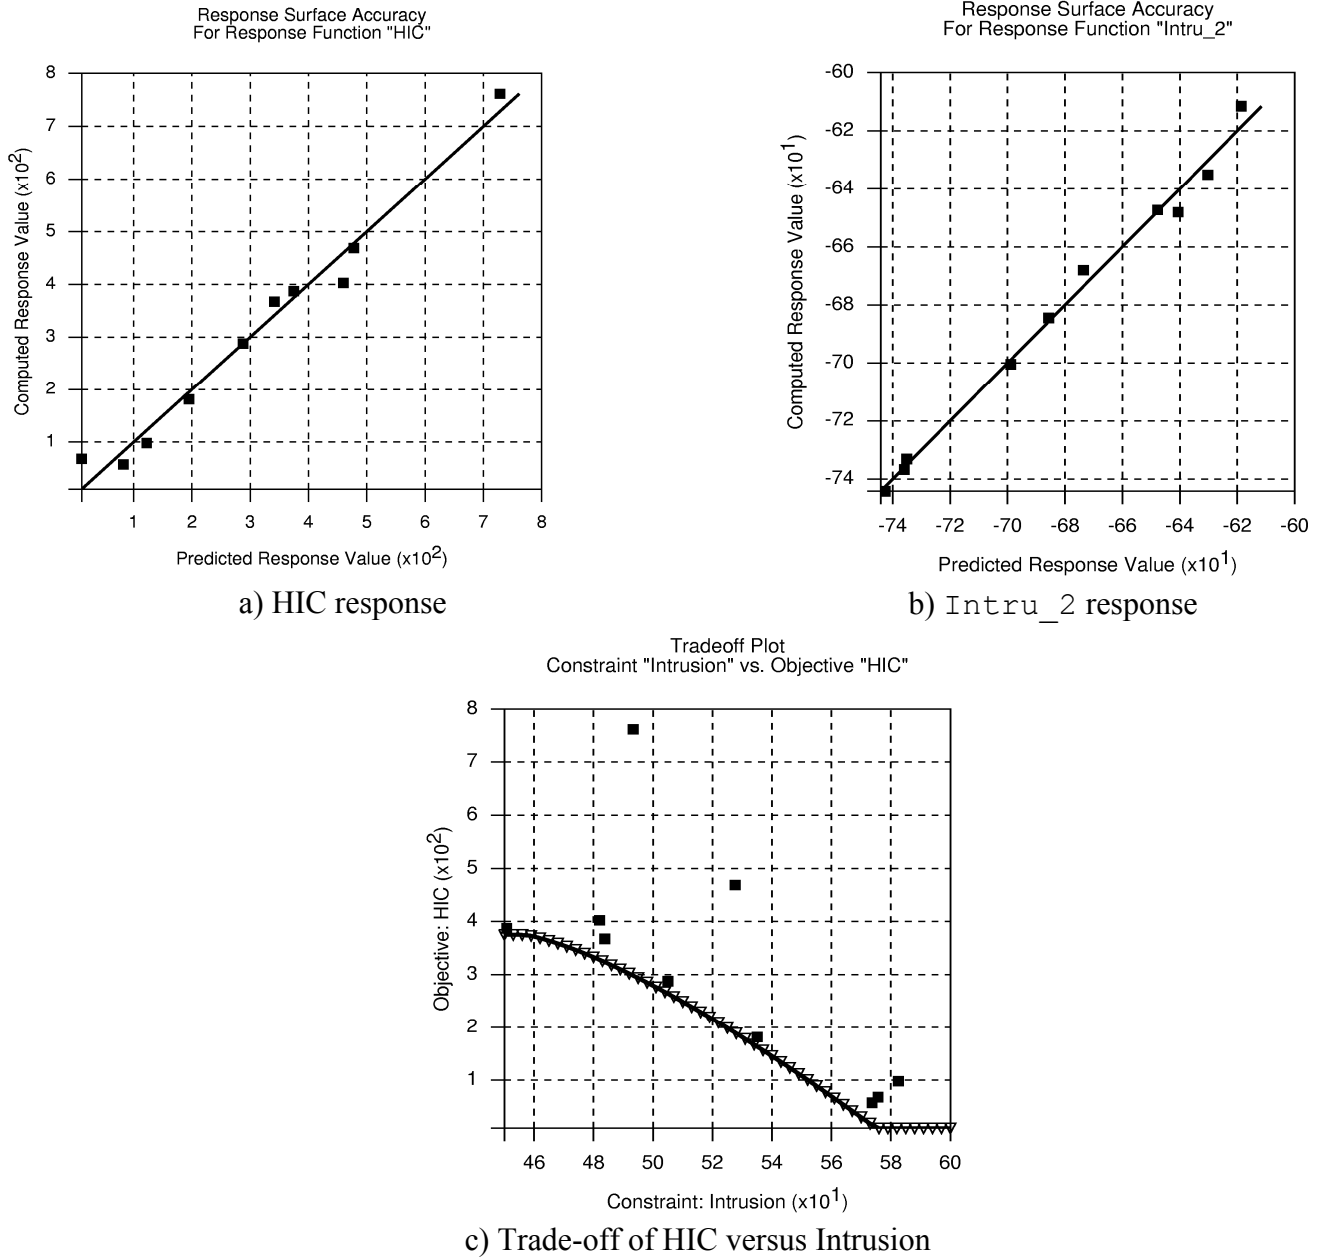 Response Surface Accuracy
For Response Function "HIC"
8
7
6
5
4
3
2
1
Computed Response Value (x10²)
1 2 3 4 5 6 7 8
Predicted Response Value (x10²)
a) HIC response
Response Surface Accuracy
For Response Function "Intru_2"
-60
-62
-64
-66
-68
-70
-72
-74
Computed Response Value (x10¹)
-74 -72 -70 -68 -66 -64 -62 -60
Predicted Response Value (x10¹)
b) Intru_2 response
Tradeoff Plot
Constraint "Intrusion" vs. Objective "HIC"
8
7
6
5
4
3
2
1
Objective: HIC (x10²)
46 48 50 52 54 56 58 60
Constraint: Intrusion (x10¹)
c) Trade-off of HIC versus Intrusion